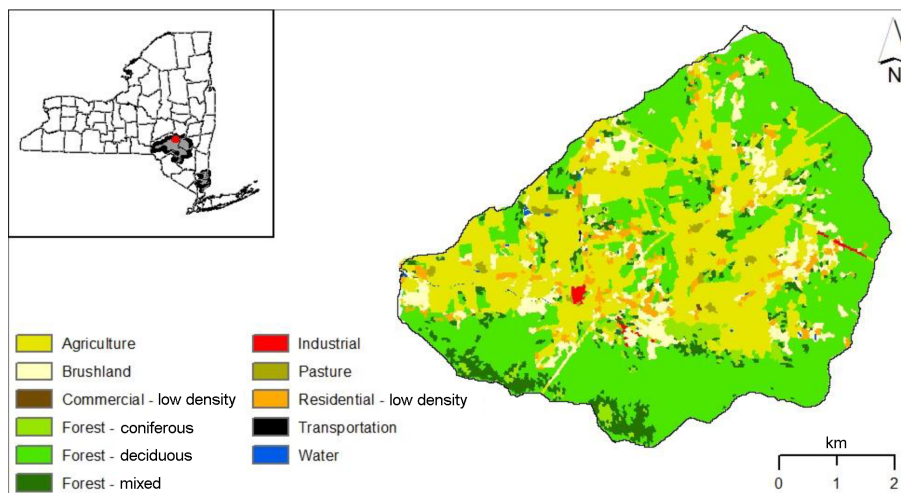 N
Agriculture
Brushland
Commercial - low density
Forest - coniferous
Forest - deciduous
Forest - mixed
Industrial
Pasture
Residential - low density
Transportation
Water
km
0 1 2